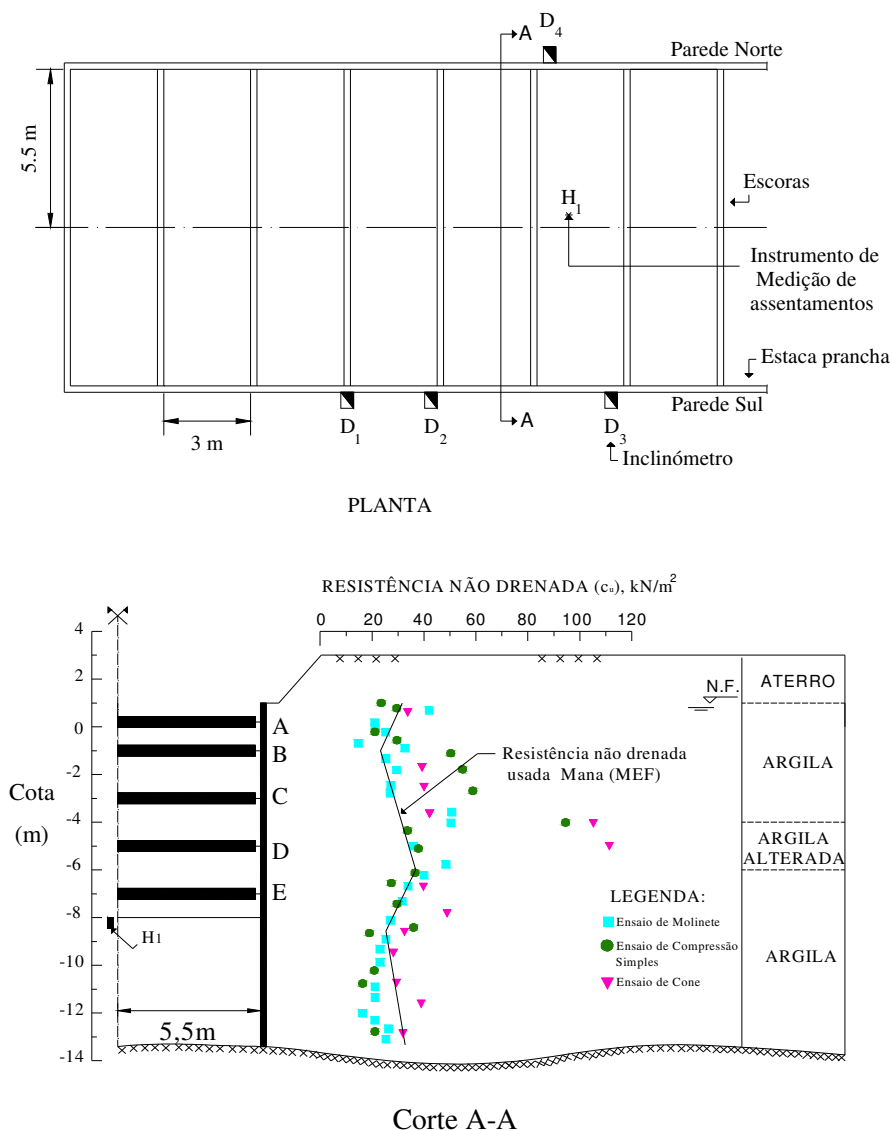 D4
A
Parede Norte
5.5 m
Escoras
H1
Instrumento de
Medição de
assentamentos
Estaca prancha
Parede Sul
A
D1
D2
D3
3 m
Inclinómetro
PLANTA
RESISTÊNCIA NÃO DRENADA (cu), kN/m2
0 20 40 60 80 100 120
4
2
0
-2
-4
-6
-8
-10
-12
-14
Cota
(m)
A
B
C
D
E
H1
5,5m
Resistência não drenada
usada Mana (MEF)
N.F.
ATERRO
ARGILA
ARGILA
ALTERADA
ARGILA
LEGENDA:
Ensaio de Molinete
Ensaio de Compressão
Simples
Ensaio de Cone
Corte A-A